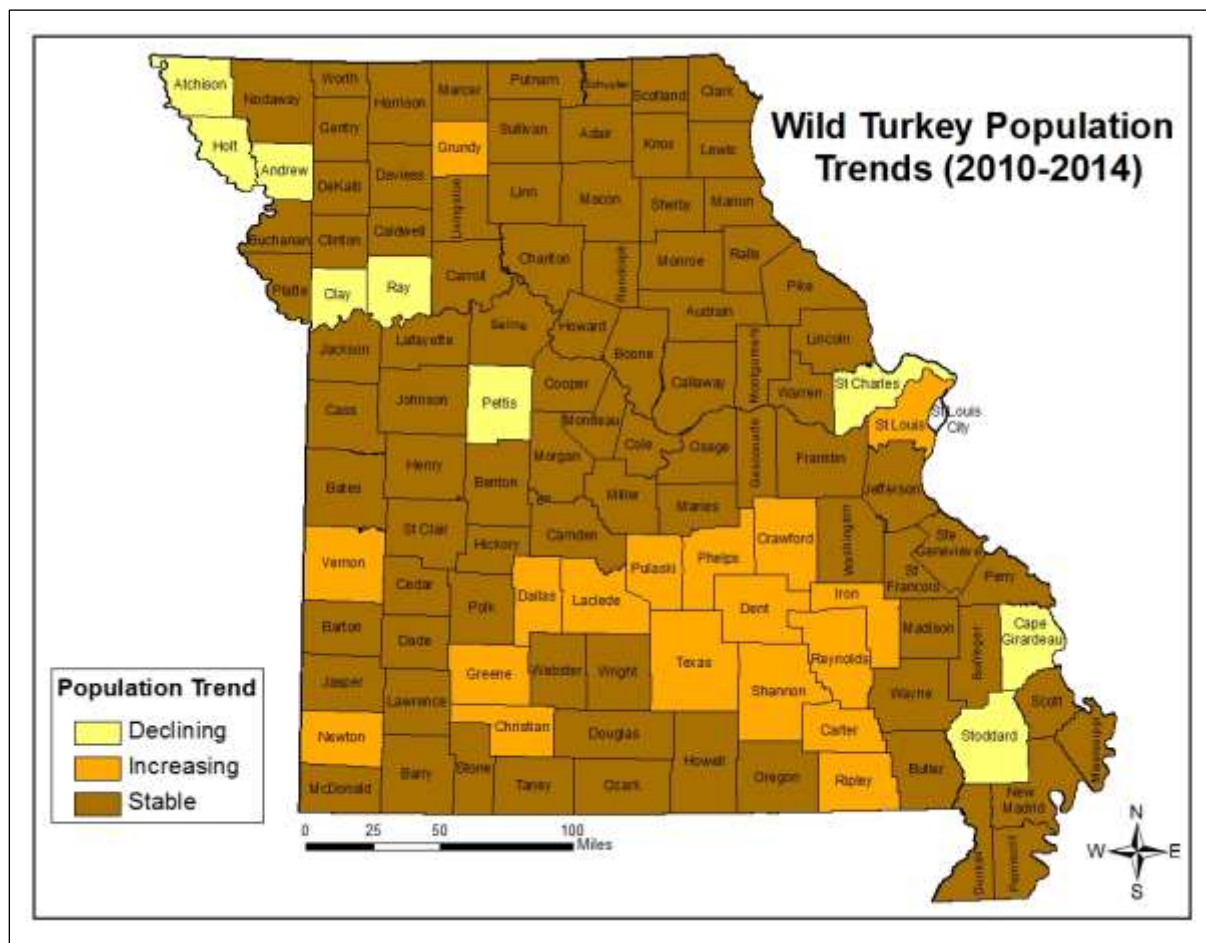 Wild Turkey Population
Trends (2010-2014)
Atchison
Nodaway
Worth
Harrison
Mercer
Putnam
Schuyler
Scotland
Clark
Gentry
Sullivan
Adair
Knox
Lewis
Holt
Andrew
Grundy
DeKalb
Daviess
Livingston
Linn
Macon
Shelby
Marion
Buchanan
Clinton
Caldwell
Chariton
Randolph
Monroe
Ralls
Platte
Clay
Ray
Carroll
Pike
Audrain
Jackson
Lafayette
Saline
Howard
Boone
Callaway
Montgomery
Lincoln
Warren
St Charles
St Louis
St Louis
City
Cass
Johnson
Pettis
Cooper
Moniteau
Cole
Osage
Gasconade
Franklin
Jefferson
Bates
Henry
Benton
Morgan
Miller
Maries
St Clair
Hickory
Camden
Pulaski
Phelps
Crawford
Washington
Ste
Genevieve
St
Francois
Perry
Vernon
Cedar
Polk
Dallas
Laclede
Dent
Iron
Madison
Bollinger
Cape
Girardeau
Barton
Dade
Greene
Webster
Wright
Texas
Reynolds
Shannon
Wayne
Scott
Jasper
Lawrence
Christian
Douglas
Carter
Stoddard
Mississippi
Newton
McDonald
Barry
Stone
Taney
Ozark
Howell
Oregon
Ripley
Butler
New
Madrid
Dunklin
Pemiscot
Population Trend
Declining
Increasing
Stable
0 25 50 100
Miles
N
W E
S